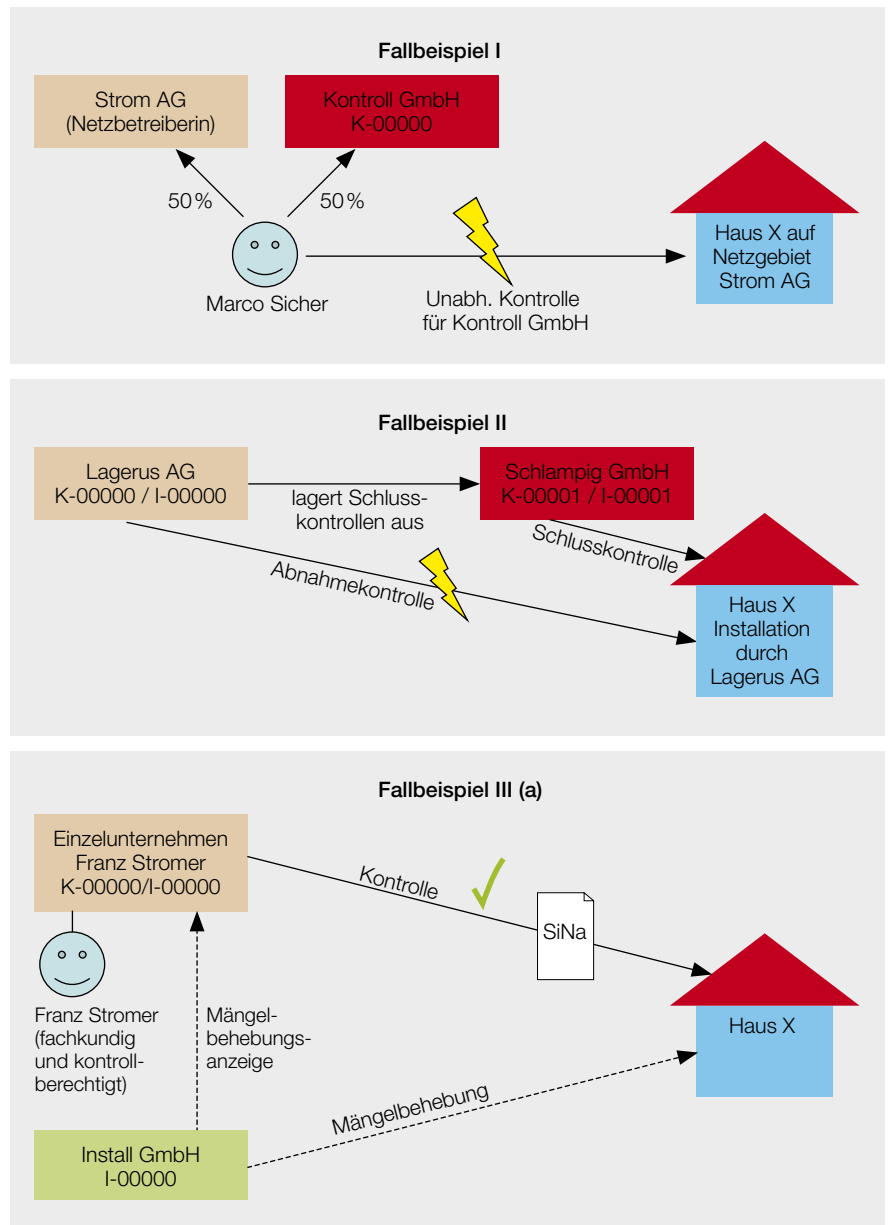 Fallbeispiel I
Strom AG
(Netzbetreiberin)
Kontroll GmbH
K-00000
50 %
50 %
Marco Sicher
Unabh. Kontrolle
für Kontroll GmbH
Haus X auf
Netzgebiet
Strom AG
Fallbeispiel II
Lagerus AG
K-00000 / I-00000
lagert Schluss-
kontrollen aus
Schlampig GmbH
K-00001 / I-00001
Schlusskontrolle
Abnahmekontrolle
Haus X
Installation
durch
Lagerus AG
Fallbeispiel III (a)
Einzelunternehmen
Franz Stromer
K-00000/I-00000
Kontrolle
SiNa
Franz Stromer
(fachkundig
und kontroll-
berechtigt)
Mängel-
behebungs-
anzeige
Haus X
Mängelbehebung
Install GmbH
I-00000